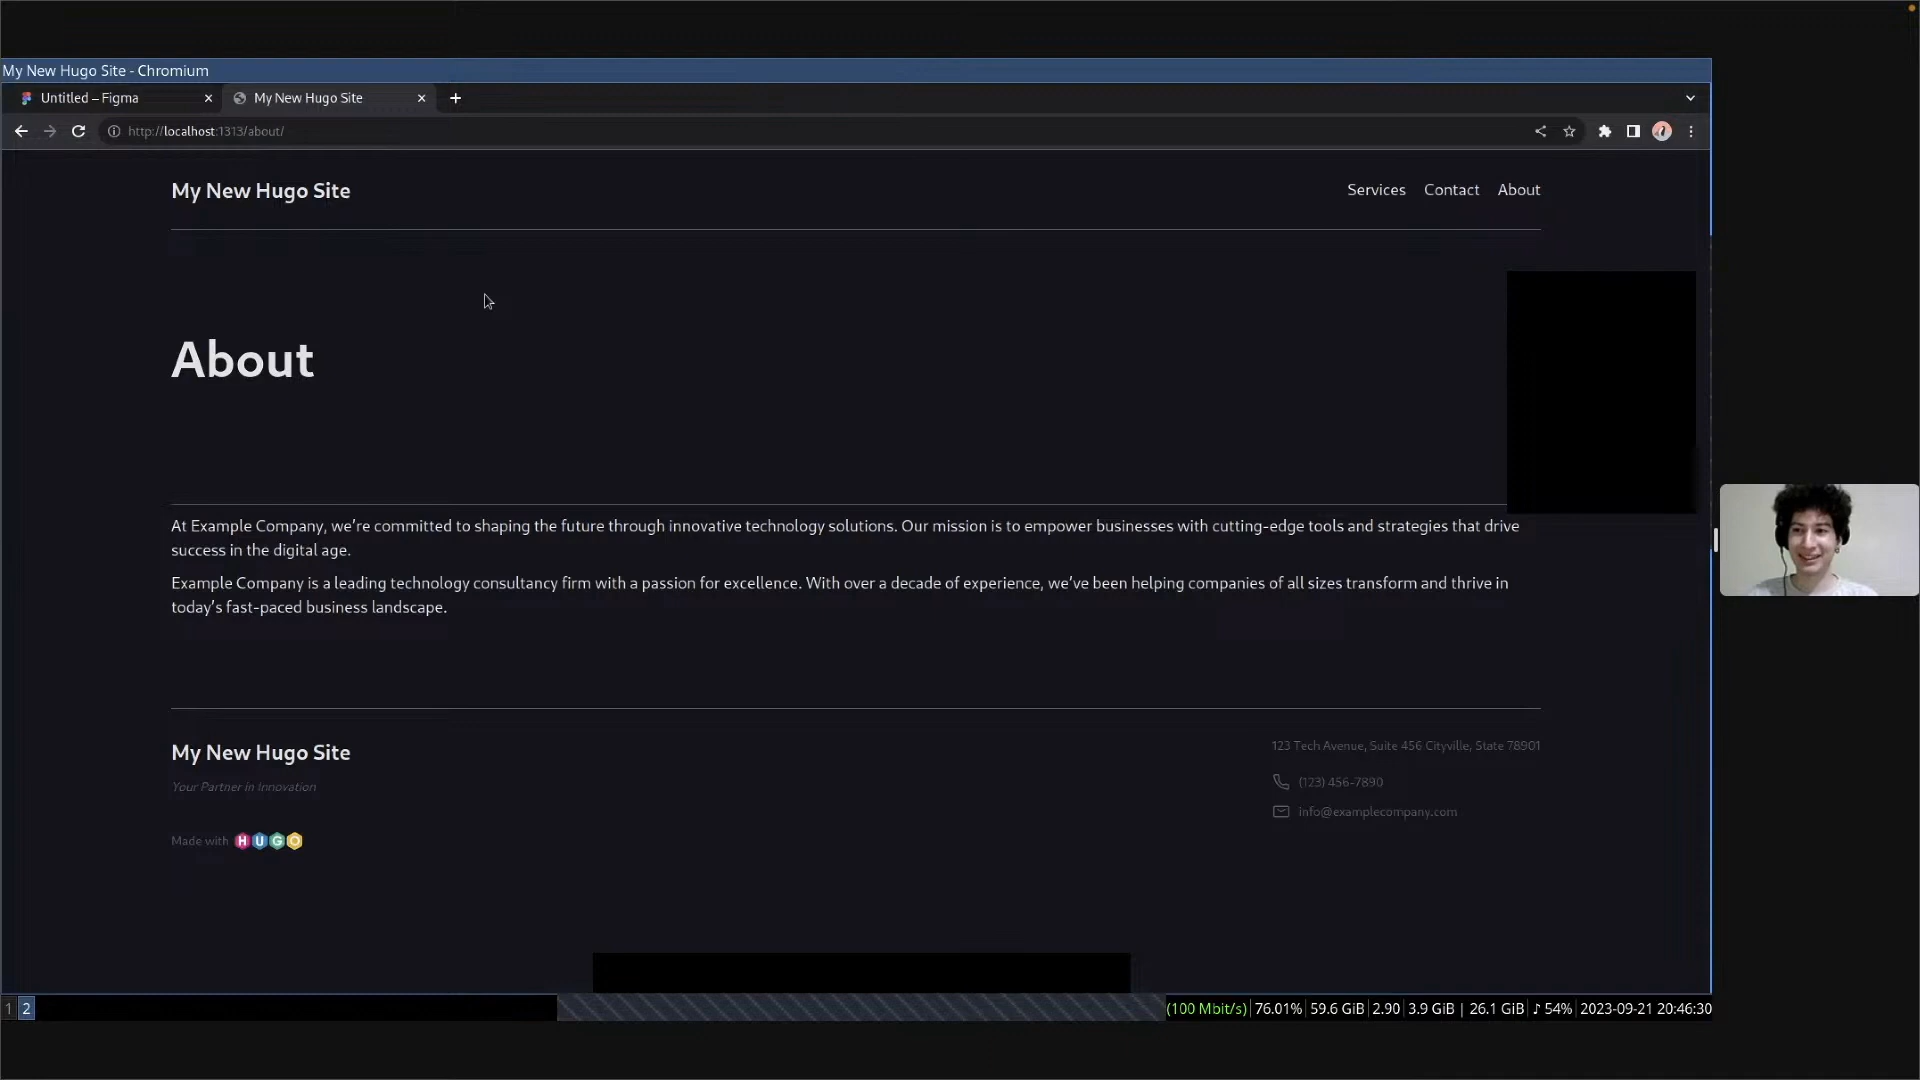 My New Hugo Site - Chromium
Untitled – Figma
My New Hugo Site
http://localhost:1313/about/
My New Hugo Site
Services Contact About
About
At Example Company, we’re committed to shaping the future through innovative technology solutions. Our mission is to empower businesses with cutting-edge tools and strategies that drive
success in the digital age.
Example Company is a leading technology consultancy firm with a passion for excellence. With over a decade of experience, we’ve been helping companies of all sizes transform and thrive in
today’s fast-paced business landscape.
My New Hugo Site
Your Partner in Innovation
Made with HUGO
123 Tech Avenue, Suite 456 Cityville, State 78901
(123) 456-7890
info@examplecompany.com
1 2
(100 Mbit/s) 76.01% 59.6 GiB 2.90 3.9 GiB | 26.1 GiB ♪ 54% 2023-09-21 20:46:30